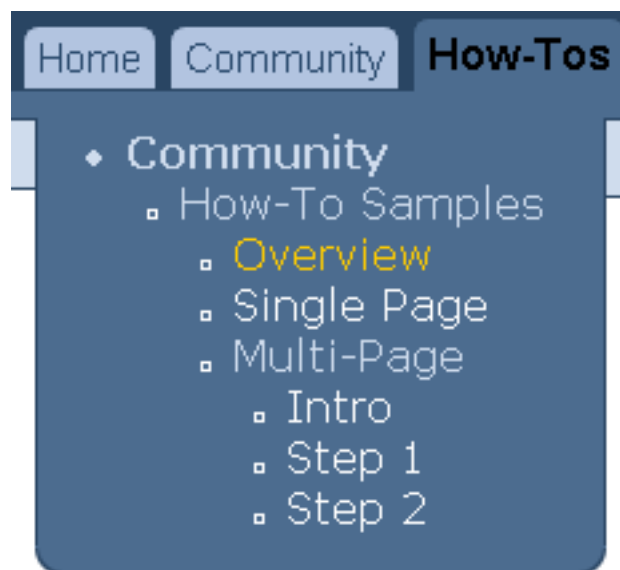 Home Community How-Tos
Community
How-To Samples
Overview
Single Page
Multi-Page
Intro
Step 1
Step 2